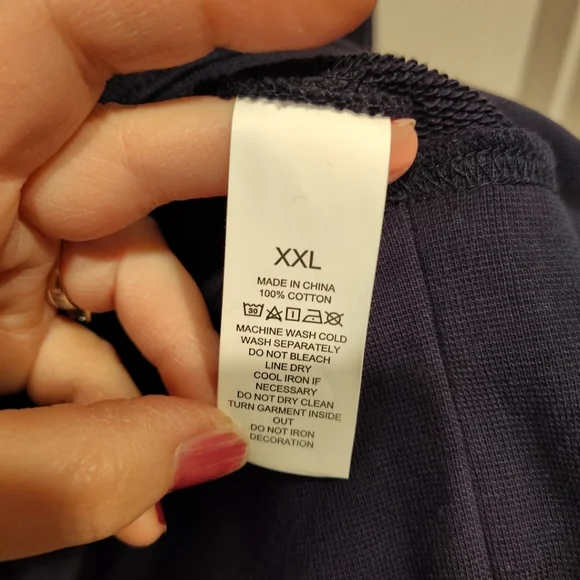 XXL
MADE IN CHINA
100% COTTON
30
MACHINE WASH COLD
WASH SEPARATELY
DO NOT BLEACH
LINE DRY
COOL IRON IF
NECESSARY
DO NOT DRY CLEAN
TURN GARMENT INSIDE
OUT
DO NOT IRON
DECORATION